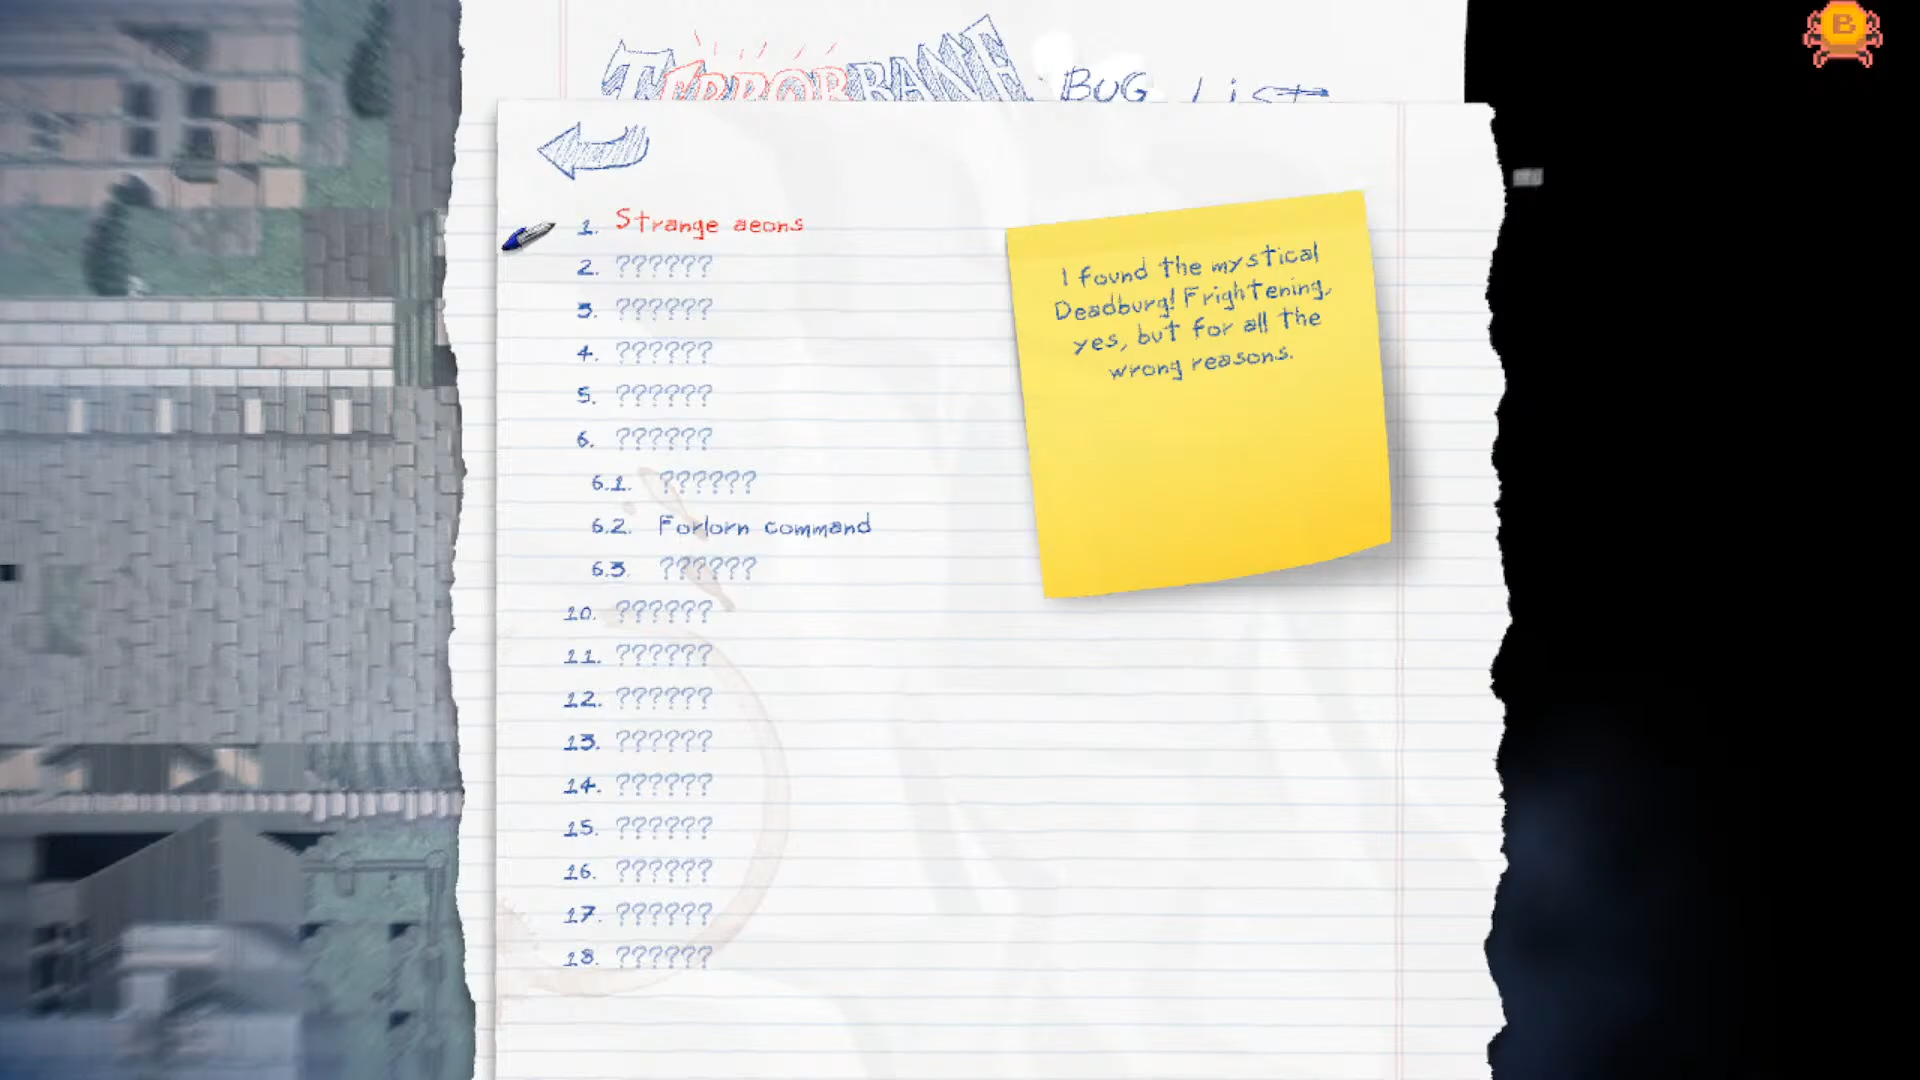 TERRORBANE BUG List
1. Strange aeons
2. ??????
3. ??????
4. ??????
5. ??????
6. ??????
6.1. ??????
6.2. Forlorn command
6.3. ??????
10. ??????
11. ??????
12. ??????
13. ??????
14. ??????
15. ??????
16. ??????
17. ??????
18. ??????
I found the mystical
Deadburg! Frightening,
yes, but for all the
wrong reasons.
B